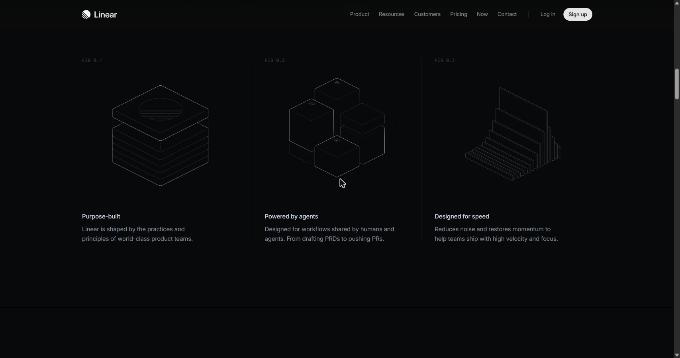 Linear
Product Resources Customers Pricing Now Contact Log in Sign up
FIG 0.2
Purpose-built
Linear is shaped by the practices and
principles of world-class product teams.
Powered by agents
Designed for workflows shared by humans and
agents. From drafting PRDs to pushing PRs.
Designed for speed
Reduces noise and restores momentum to
help teams ship with high velocity and focus.